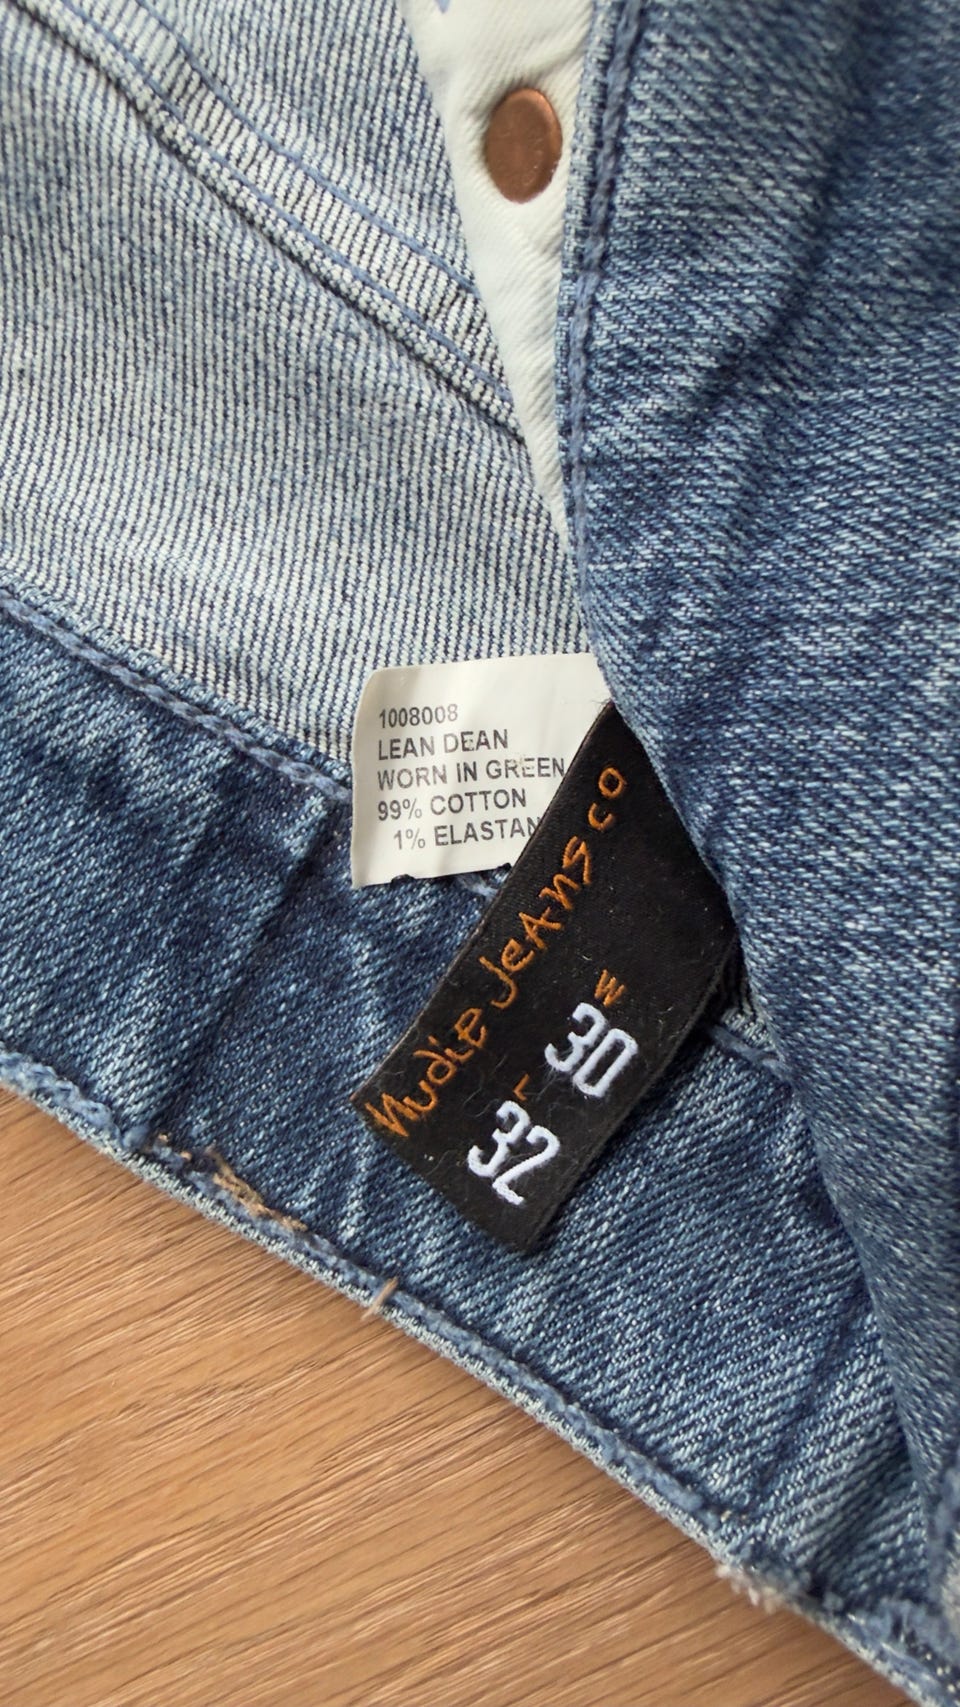 1008008
LEAN DEAN
WORN IN GREEN
99% COTTON
1% ELASTAN
Nudie Jeans co
W
30
L
32